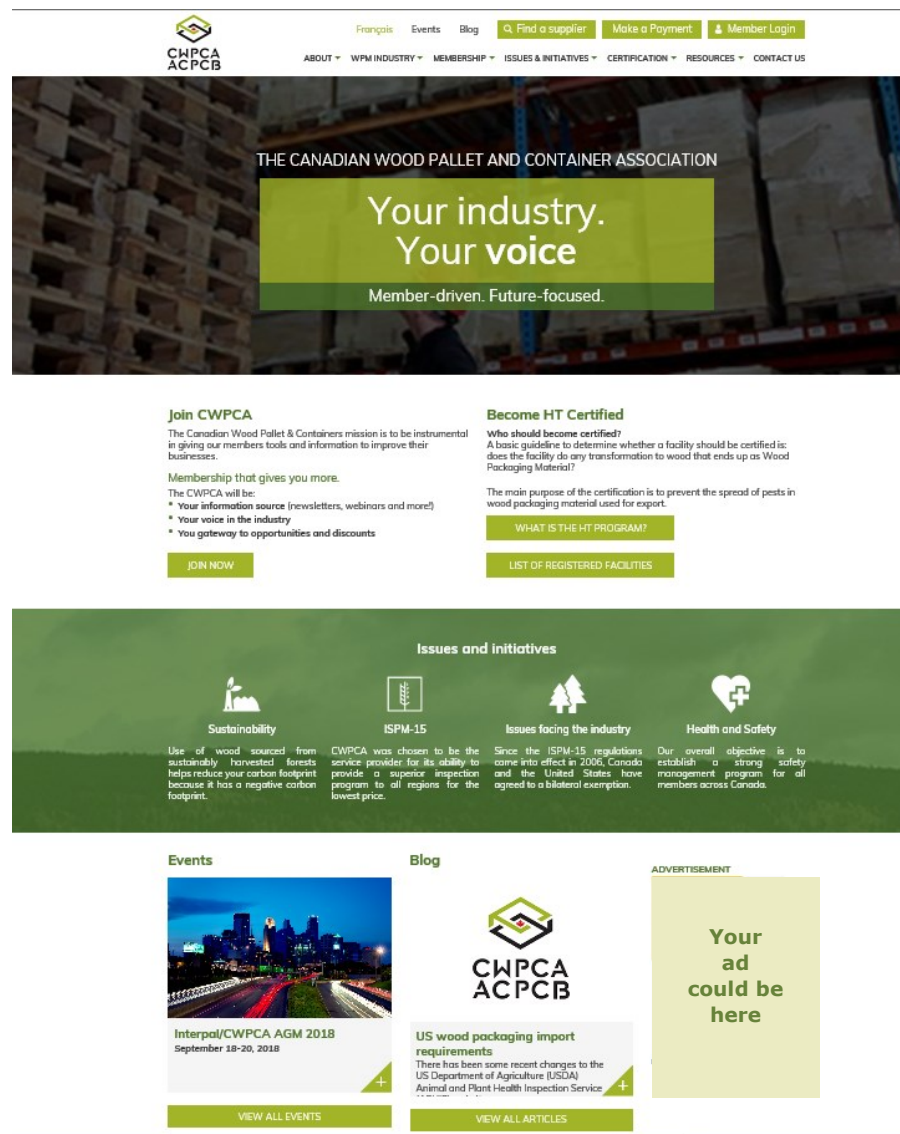 CWPCA
ACPCB
Français Events Blog Find a supplier Make a Payment Member Login
ABOUT WPM INDUSTRY MEMBERSHIP ISSUES & INITIATIVES CERTIFICATION RESOURCES CONTACT US
THE CANADIAN WOOD PALLET AND CONTAINER ASSOCIATION
Your industry.
Your voice
Member-driven. Future-focused.
Join CWPCA
The Canadian Wood Pallet & Containers mission is to be instrumental
in giving our members tools and information to improve their
businesses.
Membership that gives you more.
The CWPCA will be:
Your information source (newsletters, webinars and more!)
Your voice in the industry
You gateway to opportunities and discounts
JOIN NOW
Become HT Certified
Who should become certified?
A basic guideline to determine whether a facility should be certified is:
does the facility do any transformation to wood that ends up as Wood
Packaging Material?
The main purpose of the certification is to prevent the spread of pests in
wood packaging material used for export.
WHAT IS THE HT PROGRAM?
LIST OF REGISTERED FACILITIES
Issues and initiatives
Sustainability
Use of wood sourced from
sustainably harvested forests
helps reduce your carbon footprint
because it has a negative carbon
footprint.
ISPM-15
CWPCA was chosen to be the
service provider for its ability to
provide a superior inspection
program to all regions for the
lowest price.
Issues facing the industry
Since the ISPM-15 regulations
came into effect in 2006, Canada
and the United States have
agreed to a bilateral exemption.
Health and Safety
Our overall objective is to
establish a strong safety
management program for all
members across Canada.
Events
Interpal/CWPCA AGM 2018
September 18-20, 2018
VIEW ALL EVENTS
Blog
CWPCA
ACPCB
US wood packaging import
requirements
There has been some recent changes to the
US Department of Agriculture (USDA)
Animal and Plant Health Inspection Service
VIEW ALL ARTICLES
ADVERTISEMENT
Your
ad
could be
here